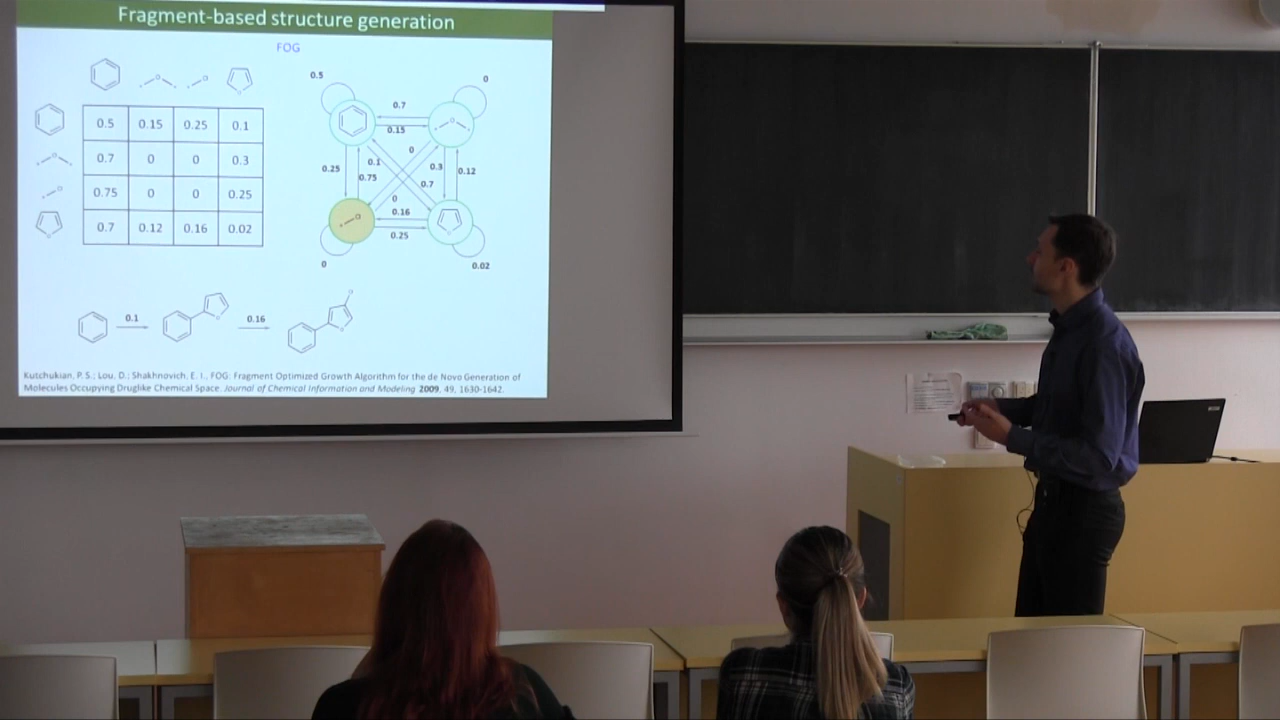 Fragment-based structure generation
FOG
0.5 0.15 0.25 0.1
0.7 0 0 0.3
0.75 0 0 0.25
0.7 0.12 0.16 0.02
0.5
0
0.7
0.15
0
0.25
0.1
0.75
0.3
0.12
0.7
0
0.16
0.25
0
0.02
0.1
0.16
Kutchukian, P. S.; Lou, D.; Shakhnovich, E. I., FOG: Fragment Optimized Growth Algorithm for the de Novo Generation of
Molecules Occupying Druglike Chemical Space. Journal of Chemical Information and Modeling 2009, 49, 1630-1642.